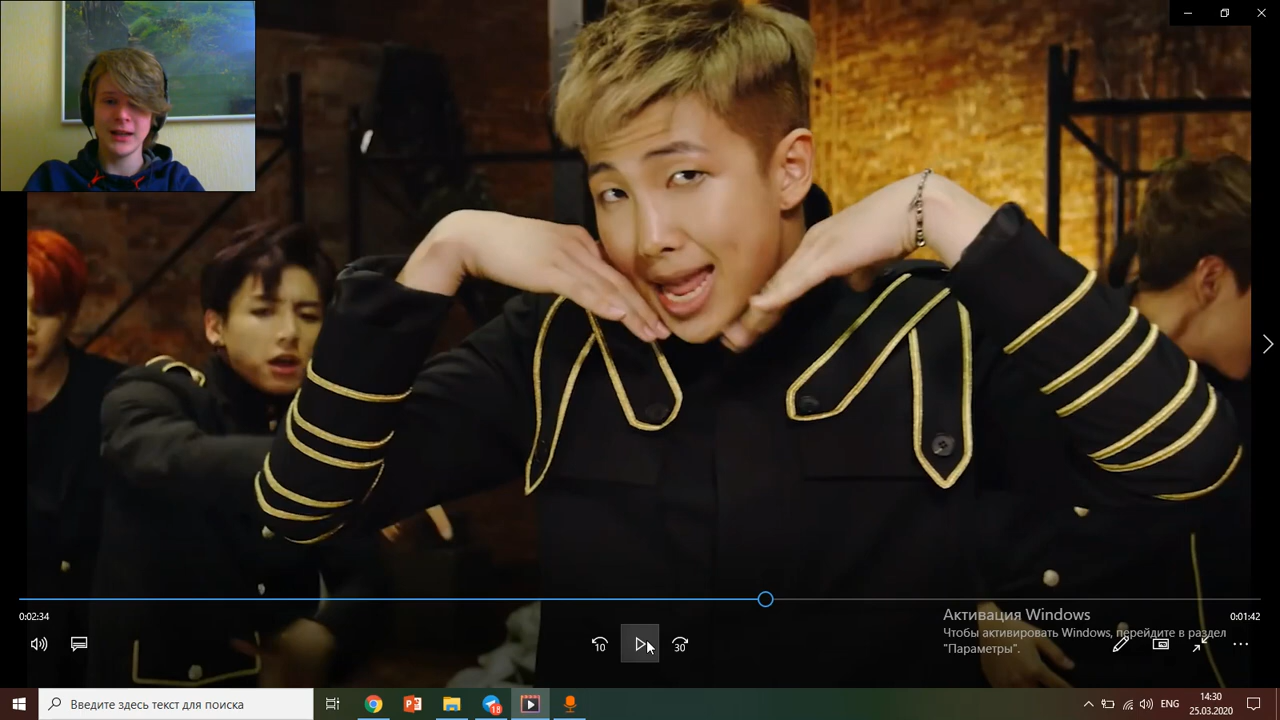 0:02:34
0:01:42
10
30
Активация Windows
Чтобы активировать Windows, перейдите в раздел
"Параметры".
Введите здесь текст для поиска
18
ENG
14:30
25.03.2020